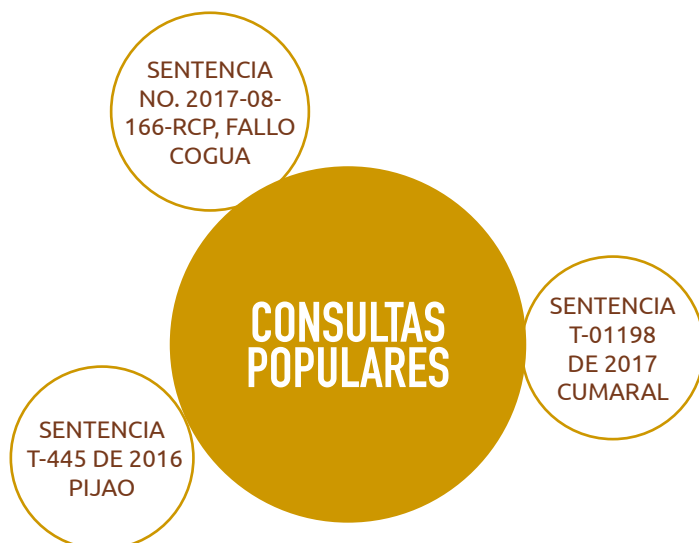 SENTENCIA
NO. 2017-08-
166-RCP, FALLO
COGUA
CONSULTAS
POPULARES
SENTENCIA
T-01198
DE 2017
CUMARAL
SENTENCIA
T-445 DE 2016
PIJAO